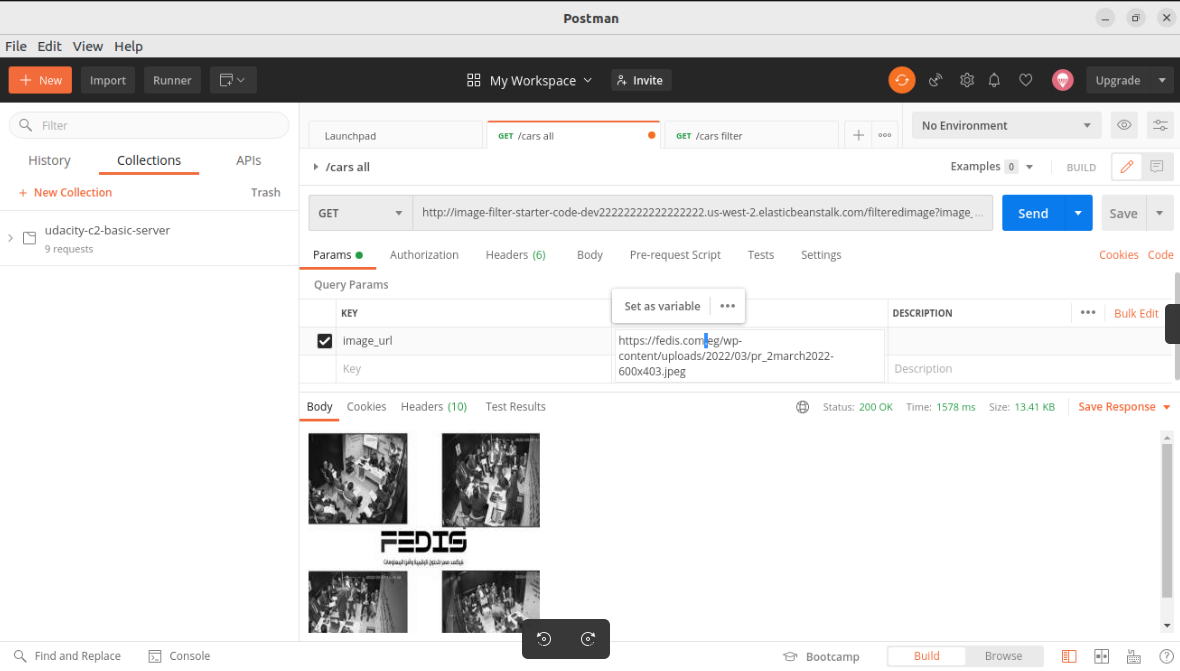 Postman
File Edit View Help
New Import Runner My Workspace Invite Upgrade
Filter
History Collections APIs
+ New Collection Trash
udacity-c2-basic-server
9 requests
Launchpad GET /cars all GET /cars filter No Environment
/cars all Examples 0 BUILD
GET http://image-filter-starter-code-dev22222222222222222.us-west-2.elasticbeanstalk.com/filteredimage?image_... Send Save
Params Authorization Headers (6) Body Pre-request Script Tests Settings Cookies Code
Query Params
Set as variable
KEY DESCRIPTION Bulk Edit
image_url https://fedis.com.eg/wp-
content/uploads/2022/03/pr_2march2022-
600x403.jpeg
Key Description
Body Cookies Headers (10) Test Results Status: 200 OK Time: 1578 ms Size: 13.41 KB Save Response
FEDIS
Find and Replace Console Bootcamp Build Browse